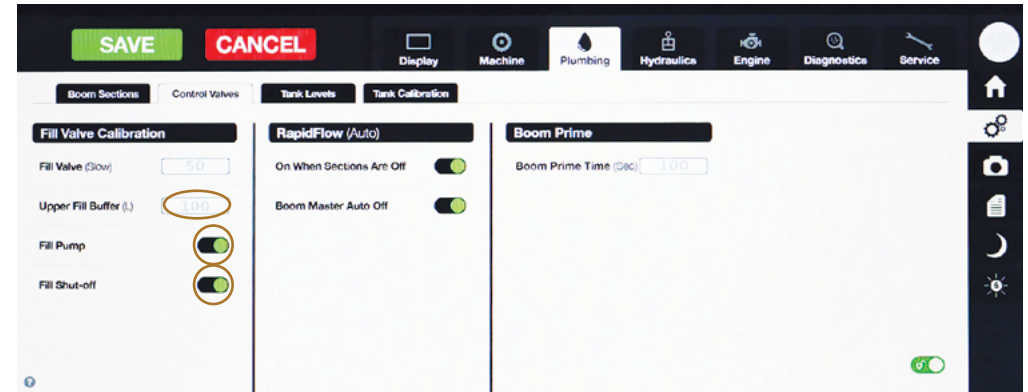 SAVE CANCEL
Display Machine Plumbing Hydraulics Engine Diagnostics Service
Boom Sections Control Valves Tank Levels Tank Calibration
Fill Valve Calibration
Fill Valve (Slow) 50
Upper Fill Buffer (L) 100
Fill Pump
Fill Shut-off
RapidFlow (Auto)
On When Sections Are Off
Boom Master Auto Off
Boom Prime
Boom Prime Time (Sec) 100
?